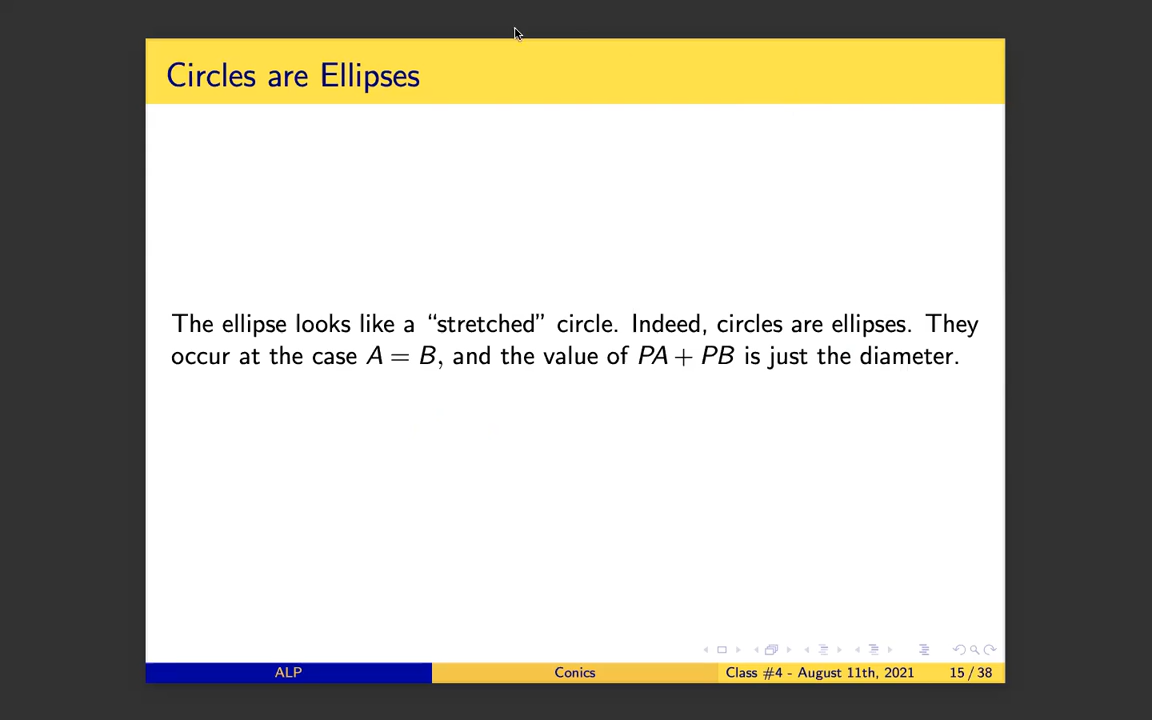 Circles are Ellipses
The ellipse looks like a “stretched” circle. Indeed, circles are ellipses. They
occur at the case A = B, and the value of PA + PB is just the diameter.
ALP
Conics
Class #4 - August 11th, 2021
15 / 38